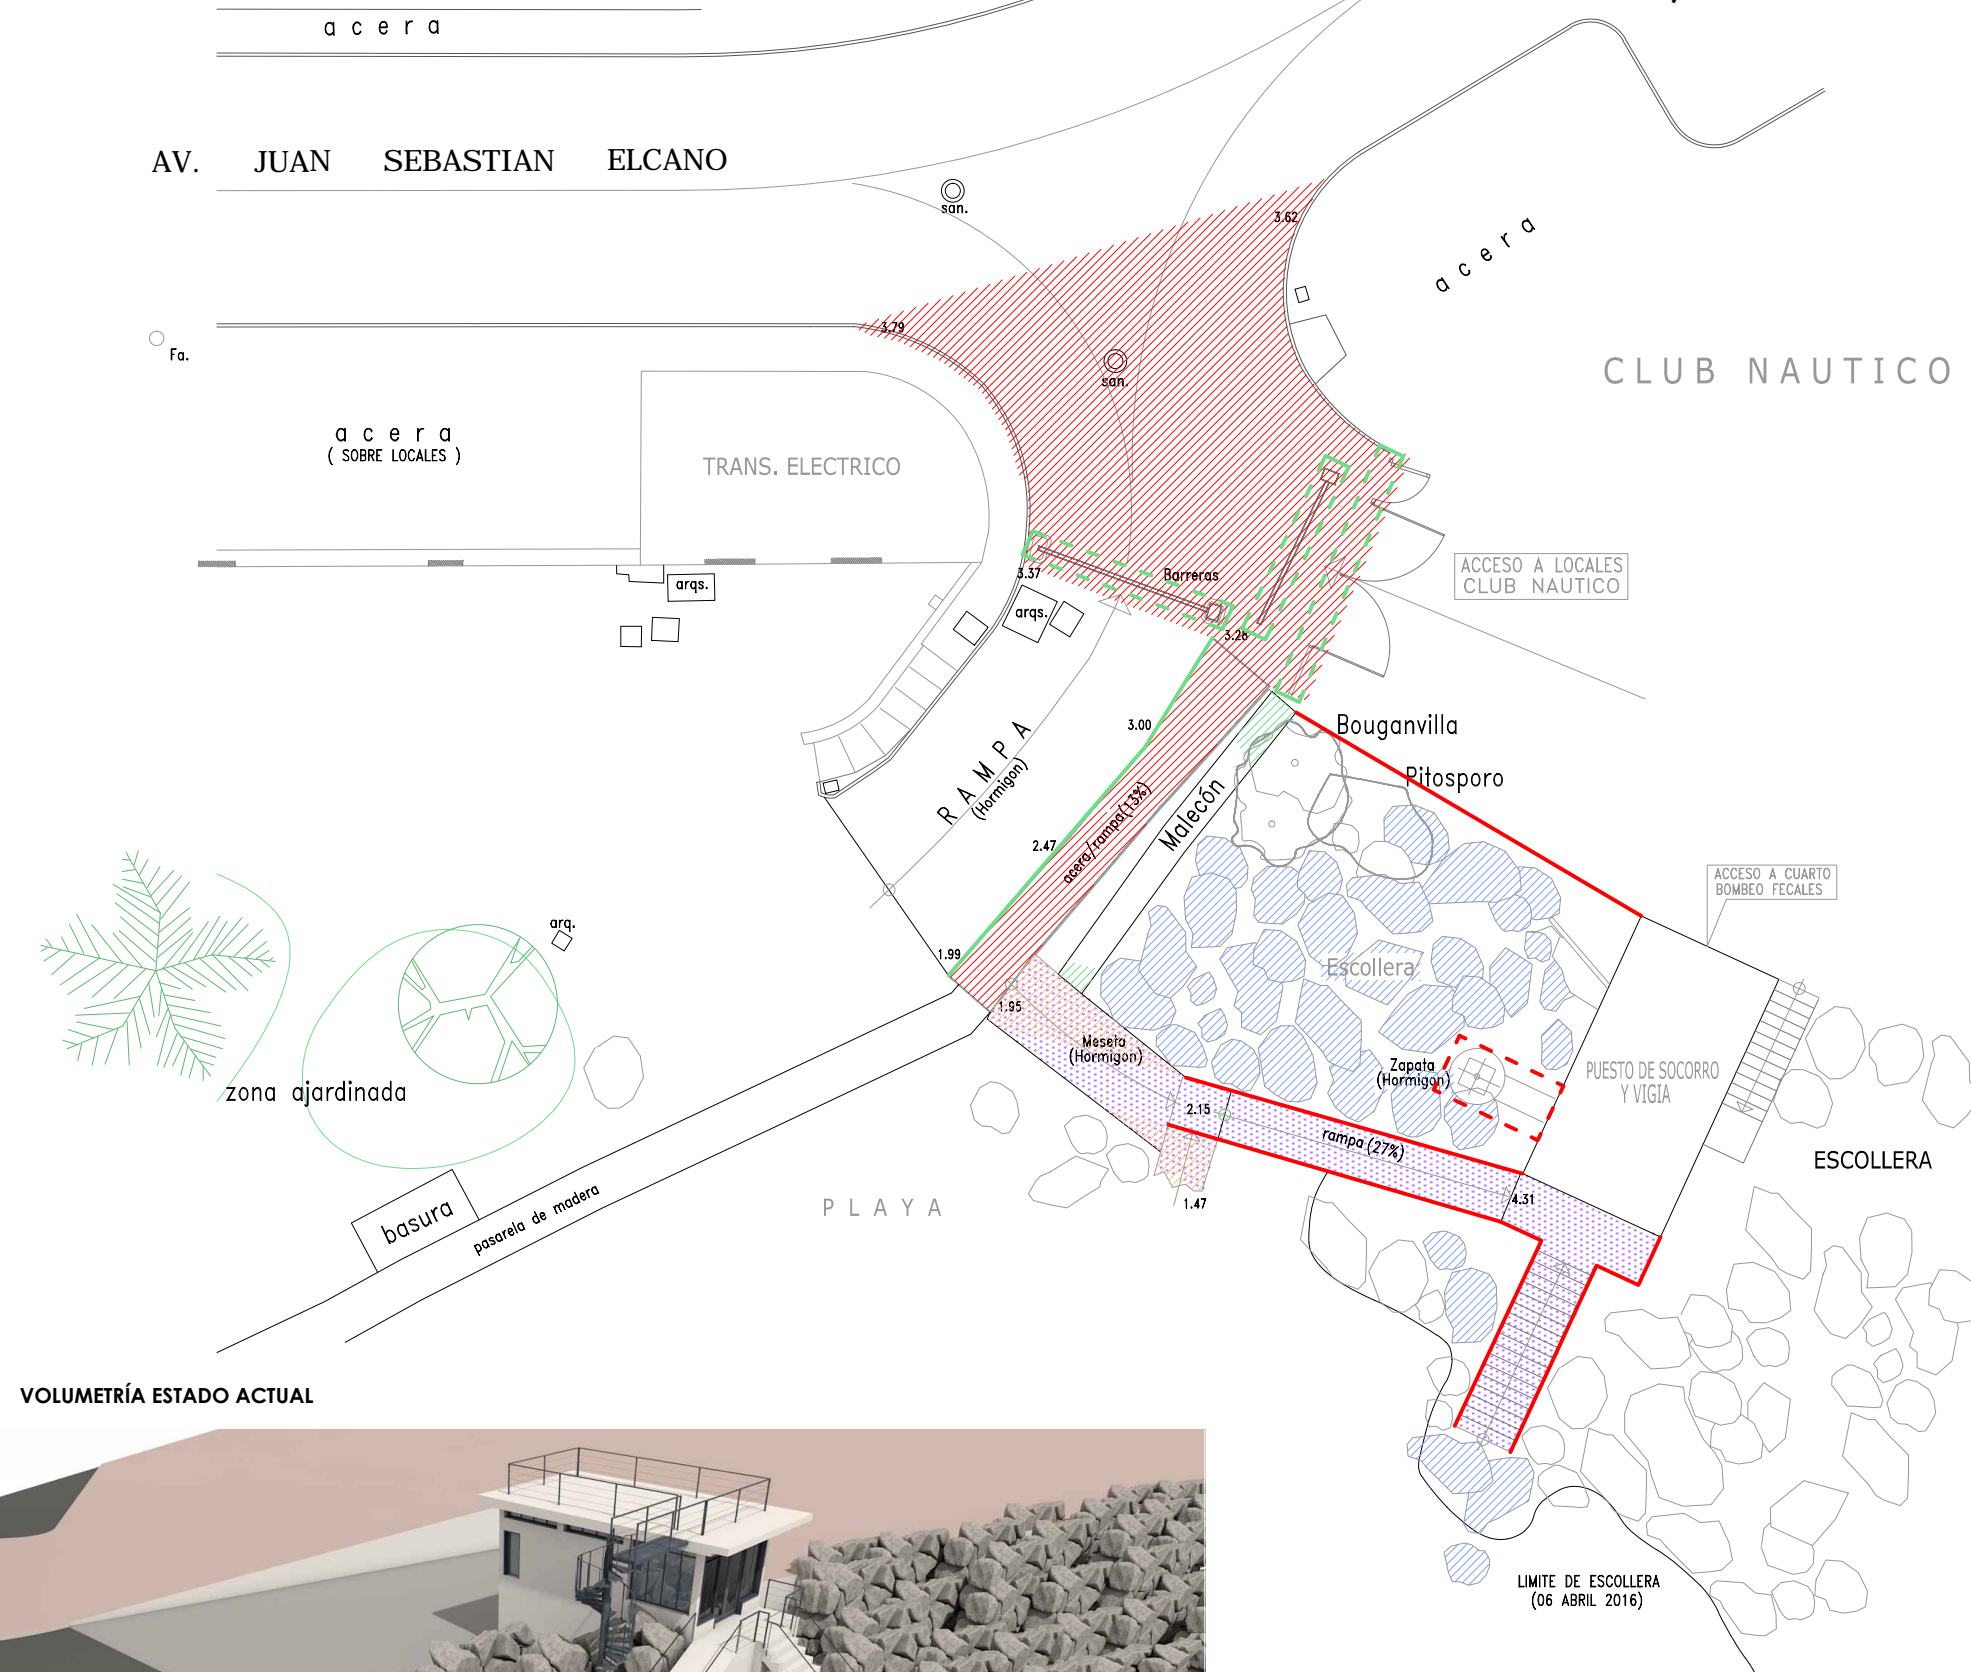 acera
AV. JUAN SEBASTIAN ELCANO
san.
3.62
acera
3.79
Fa.
san.
CLUB NAUTICO
acera
( SOBRE LOCALES )
TRANS. ELECTRICO
3.37
Barreras
ACCESO A LOCALES
CLUB NAUTICO
arqs.
arqs.
3.28
3.00
Bouganvilla
RAMPA
(Hormigon)
Pitosporo
Malecón
acera/rampa(13%)
2.47
ACCESO A CUARTO
BOMBEO FECALES
arq.
1.99
Escollera
1.95
Meseta
(Hormigon)
Zapata
(Hormigon)
PUESTO DE SOCORRO
Y VIGIA
zona ajardinada
2.15
rampa (27%)
ESCOLLERA
4.31
1.47
PLAYA
basura
pasarela de madera
VOLUMETRÍA ESTADO ACTUAL
LIMITE DE ESCOLLERA
(06 ABRIL 2016)